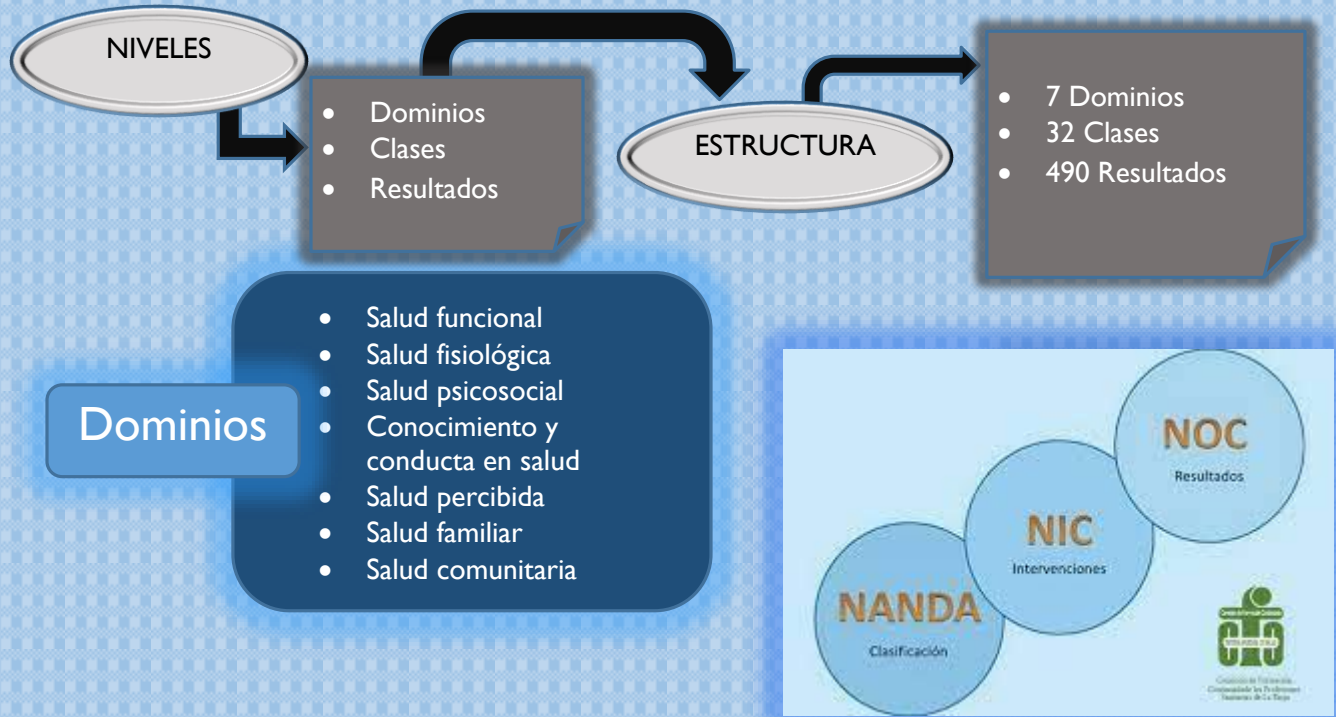 NIVELES
• Dominios
• Clases
• Resultados
ESTRUCTURA
• 7 Dominios
• 32 Clases
• 490 Resultados
Dominios
• Salud funcional
• Salud fisiológica
• Salud psicosocial
• Conocimiento y
conducta en salud
• Salud percibida
• Salud familiar
• Salud comunitaria
NOC
Resultados
NIC
Intervenciones
NANDA
Clasificación